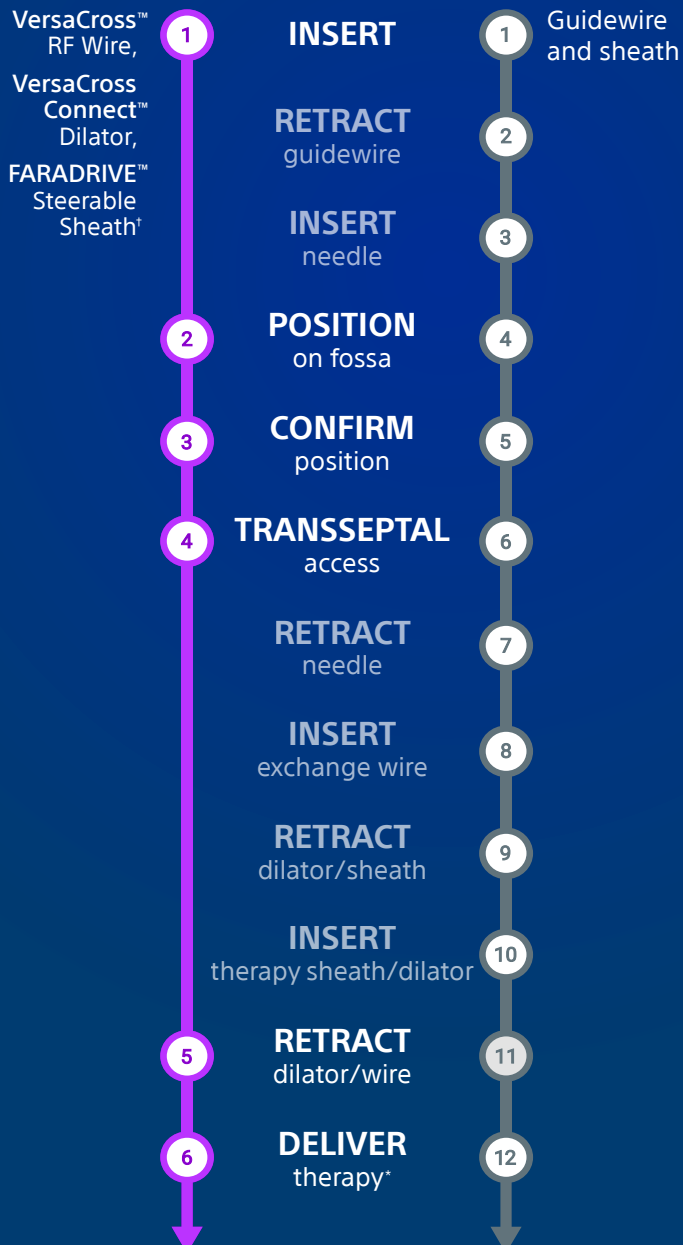 VersaCross™
RF Wire,
VersaCross
Connect™
Dilator,
FARADRIVE™
Steerable
Sheath†
1
INSERT
1
Guidewire
and sheath
RETRACT
guidewire
2
INSERT
needle
3
2
POSITION
on fossa
4
3
CONFIRM
position
5
4
TRANSSEPTAL
access
6
RETRACT
needle
7
INSERT
exchange wire
8
RETRACT
dilator/sheath
9
INSERT
therapy sheath/dilator
10
5
RETRACT
dilator/wire
11
6
DELIVER
therapy*
12